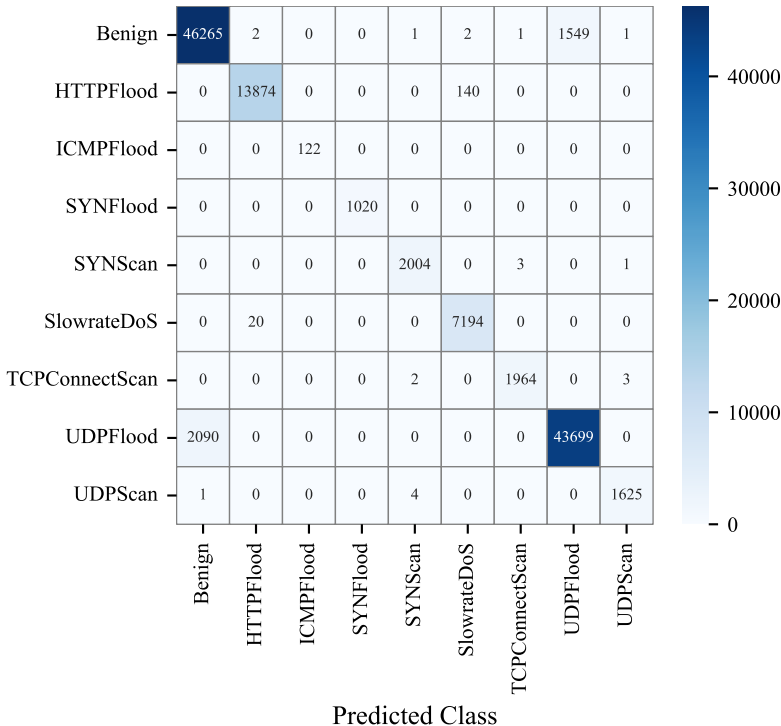 Benign 46265 2 0 0 1 2 1 1549 1
HTTPFlood 0 13874 0 0 0 140 0 0 0
ICMPFlood 0 0 122 0 0 0 0 0 0
SYNFlood 0 0 0 1020 0 0 0 0 0
SYNScan 0 0 0 0 2004 0 3 0 1
SlowrateDoS 0 20 0 0 0 7194 0 0 0
TCPConnectScan 0 0 0 0 2 0 1964 0 3
UDPFlood 2090 0 0 0 0 0 0 43699 0
UDPScan 1 0 0 0 4 0 0 0 1625
Benign
HTTPFlood
ICMPFlood
SYNFlood
SYNScan
SlowrateDoS
TCPConnectScan
UDPFlood
UDPScan
Predicted Class
40000
30000
20000
10000
0